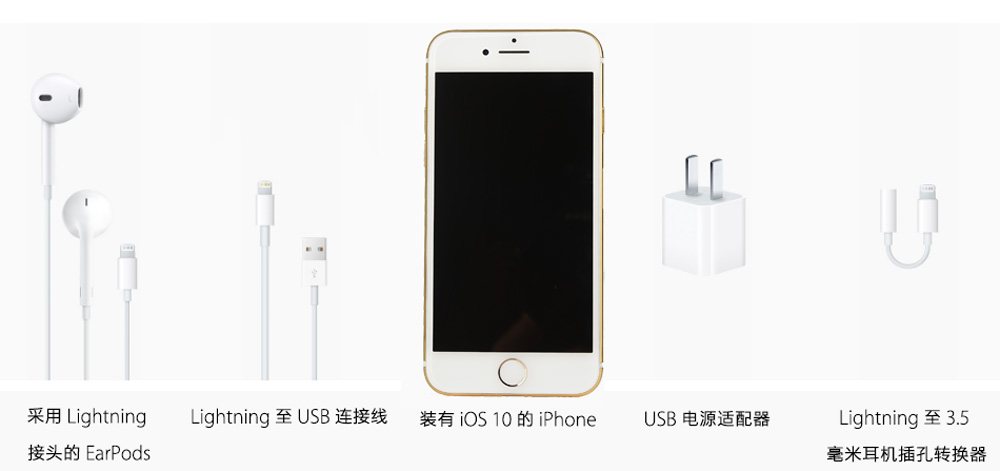 采用 Lightning
接头的 EarPods
Lightning 至 USB 连接线
装有 iOS 10 的 iPhone
USB 电源适配器
Lightning 至 3.5
毫米耳机插孔转换器